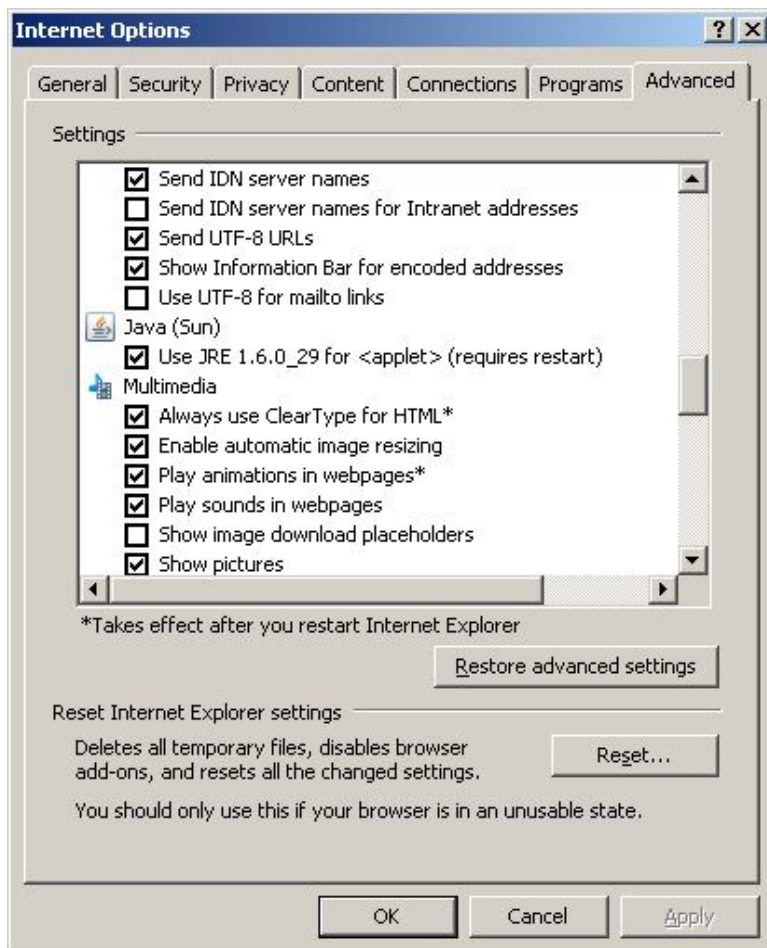 Internet Options
General Security Privacy Content Connections Programs Advanced
Settings
Send IDN server names
Send IDN server names for Intranet addresses
Send UTF-8 URLs
Show Information Bar for encoded addresses
Use UTF-8 for mailto links
Java (Sun)
Use JRE 1.6.0_29 for <applet> (requires restart)
Multimedia
Always use ClearType for HTML*
Enable automatic image resizing
Play animations in webpages*
Play sounds in webpages
Show image download placeholders
Show pictures
*Takes effect after you restart Internet Explorer
Restore advanced settings
Reset Internet Explorer settings
Deletes all temporary files, disables browser
add-ons, and resets all the changed settings.
Reset...
You should only use this if your browser is in an unusable state.
OK Cancel Apply